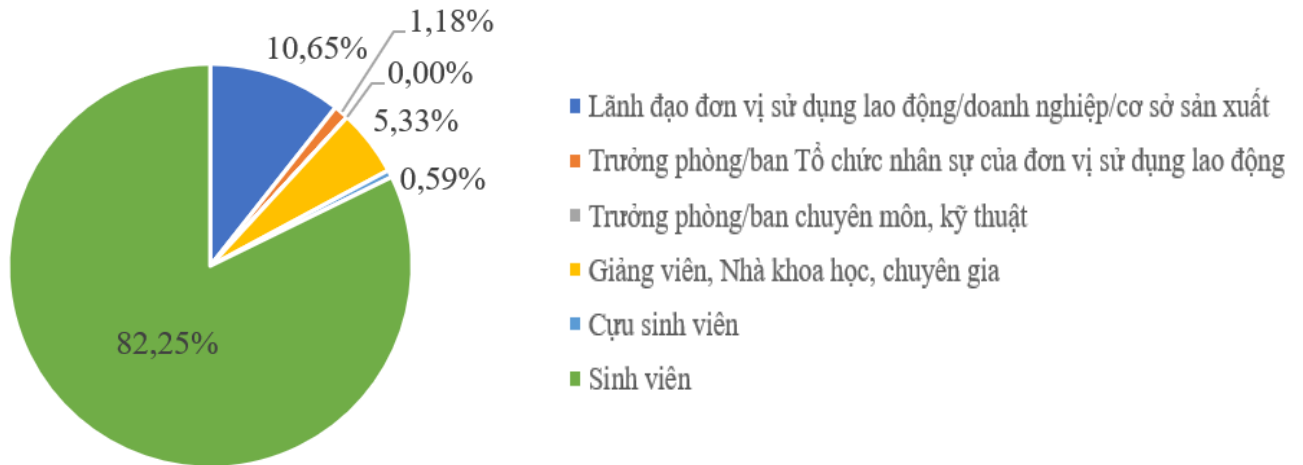 1,18%
10,65%
0,00%
5,33%
0,59%
82,25%
Lãnh đạo đơn vị sử dụng lao động/doanh nghiệp/cơ sở sản xuất
Trưởng phòng/ban Tổ chức nhân sự của đơn vị sử dụng lao động
Trưởng phòng/ban chuyên môn, kỹ thuật
Giảng viên, Nhà khoa học, chuyên gia
Cựu sinh viên
Sinh viên